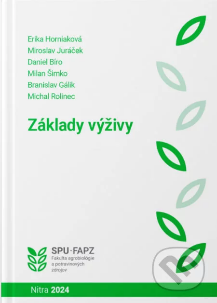 Erika Horniaková
Miroslav Juráček
Daniel Bíro
Milan Šimko
Branislav Gálik
Michal Rolinec
Základy výživy
SPU·FAPZ
Fakulta agrobiológie
a potravinových
zdrojov
Nitra 2024
Martinus